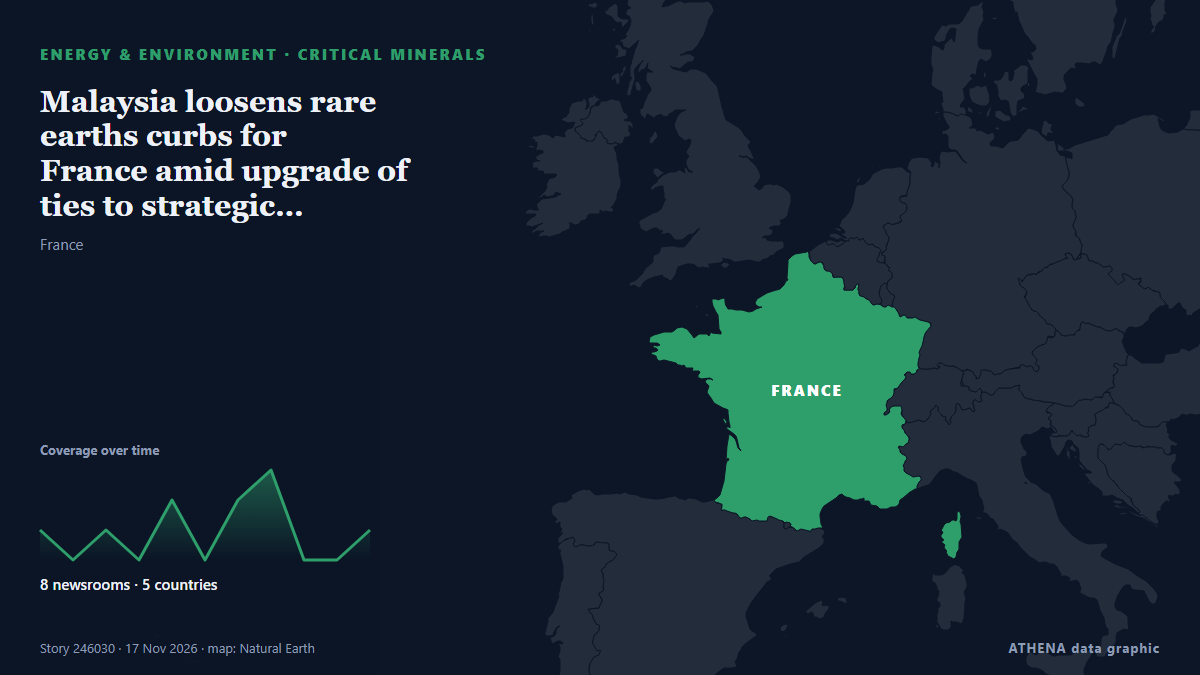 ENERGY & ENVIRONMENT · CRITICAL MINERALS
Malaysia loosens rare
earths curbs for
France amid upgrade of
ties to strategic...
France
FRANCE
Coverage over time
8 newsrooms · 5 countries
Story 246030 · 17 Nov 2026 · map: Natural Earth
ATHENA data graphic